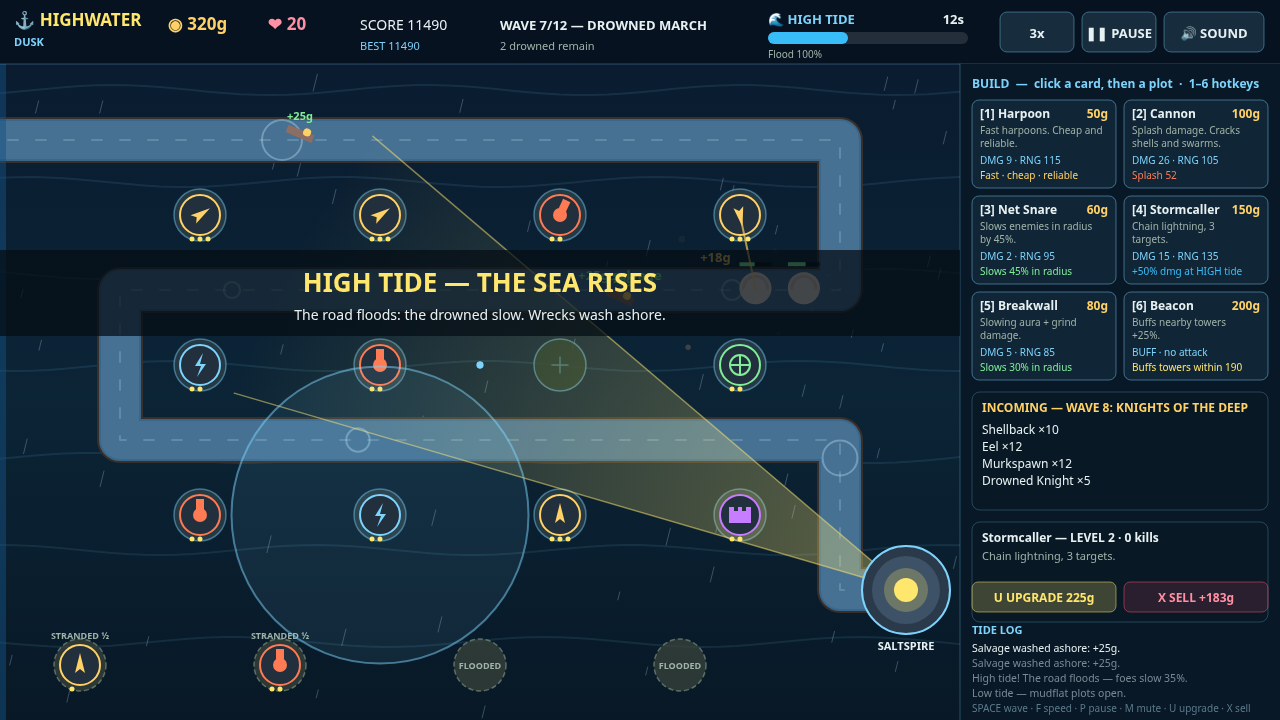 ⚓ HIGHWATER
DUSK
◉ 320g
❤ 20
SCORE 11490
BEST 11490
WAVE 7/12 — DROWNED MARCH
2 drowned remain
🌊 HIGH TIDE 12s
Flood 100%
3x
❚❚ PAUSE
🔊 SOUND
+25g
+18g
HIGH TIDE — THE SEA RISES
The road floods: the drowned slow. Wrecks wash ashore.
STRANDED ½
STRANDED ½
FLOODED
FLOODED
SALTSPIRE
BUILD — click a card, then a plot · 1–6 hotkeys
[1] Harpoon 50g
Fast harpoons. Cheap and
reliable.
DMG 9 · RNG 115
Fast · cheap · reliable
[2] Cannon 100g
Splash damage. Cracks
shells and swarms.
DMG 26 · RNG 105
Splash 52
[3] Net Snare 60g
Slows enemies in radius
by 45%.
DMG 2 · RNG 95
Slows 45% in radius
[4] Stormcaller 150g
Chain lightning, 3
targets.
DMG 15 · RNG 135
+50% dmg at HIGH tide
[5] Breakwall 80g
Slowing aura + grind
damage.
DMG 5 · RNG 85
Slows 30% in radius
[6] Beacon 200g
Buffs nearby towers
+25%.
BUFF · no attack
Buffs towers within 190
INCOMING — WAVE 8: KNIGHTS OF THE DEEP
Shellback ×10
Eel ×12
Murkspawn ×12
Drowned Knight ×5
Stormcaller — LEVEL 2 · 0 kills
Chain lightning, 3 targets.
U UPGRADE 225g
X SELL +183g
TIDE LOG
Salvage washed ashore: +25g.
Salvage washed ashore: +25g.
High tide! The road floods — foes slow 35%.
Low tide — mudflat plots open.
SPACE wave · F speed · P pause · M mute · U upgrade · X sell